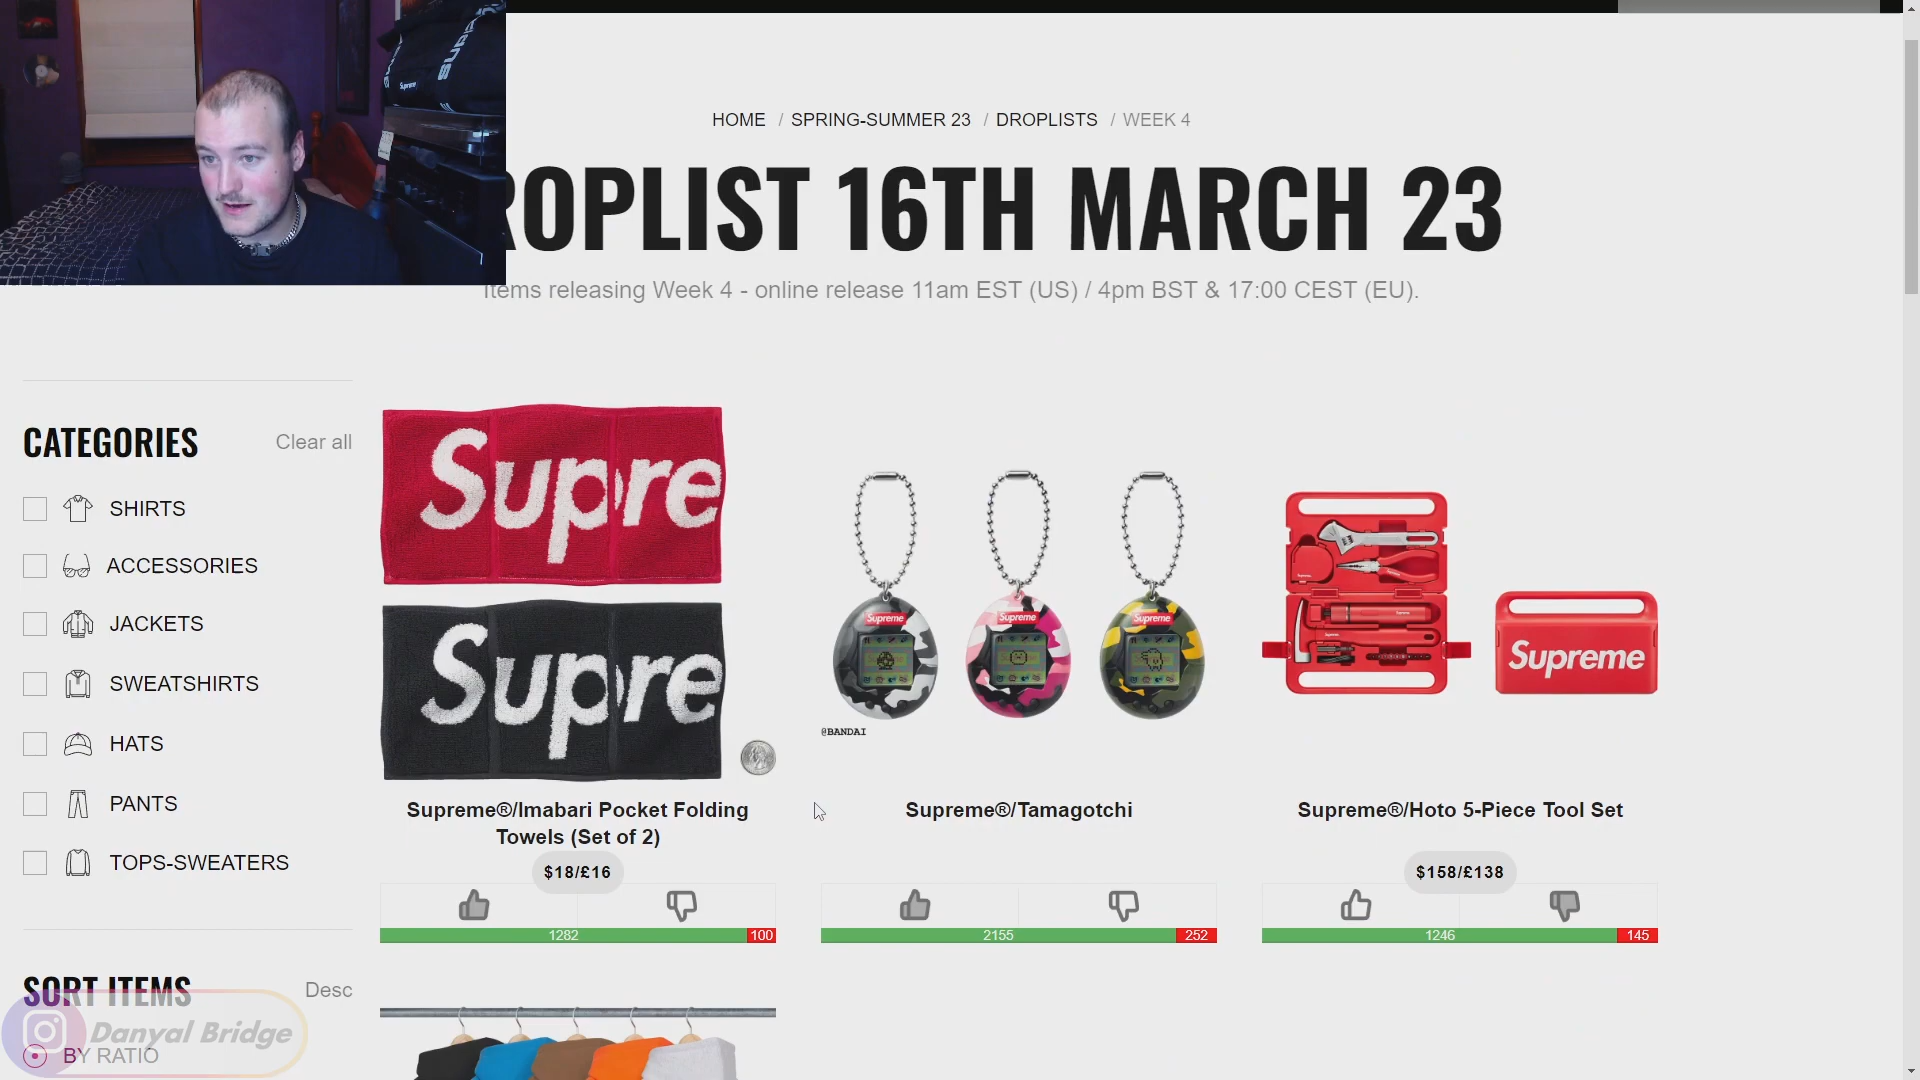 HOME / SPRING-SUMMER 23 / DROPLISTS / WEEK 4
ROPLIST 16TH MARCH 23
Items releasing Week 4 - online release 11am EST (US) / 4pm BST & 17:00 CEST (EU).
CATEGORIES
Clear all
SHIRTS
ACCESSORIES
JACKETS
SWEATSHIRTS
HATS
PANTS
TOPS-SWEATERS
SORT ITEMS
Desc
BY RATIO
Danyal Bridge
Supreme
Supre
Supre
Supreme®/Imabari Pocket Folding
Towels (Set of 2)
$18/£16
1282
100
Supreme
Supreme
Supreme
@BANDAI
Supreme®/Tamagotchi
2155
252
Supreme
Supreme®/Hoto 5-Piece Tool Set
$158/£138
1246
145